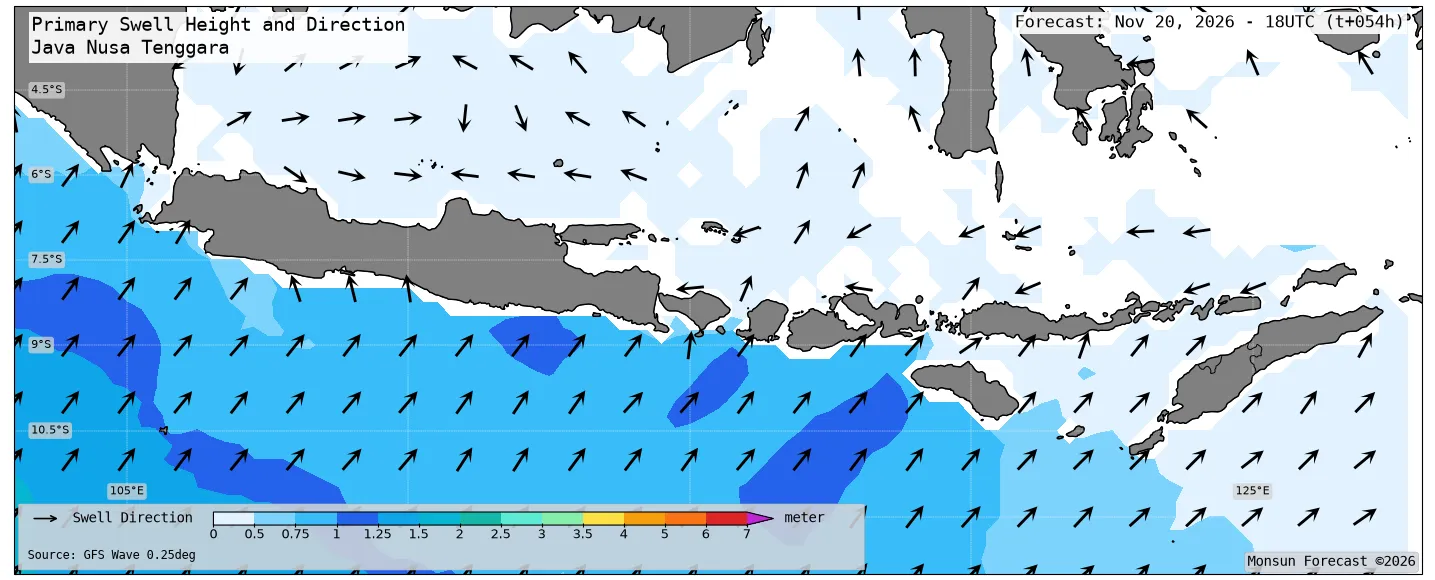 Primary Swell Height and Direction
Java Nusa Tenggara
Forecast: Nov 20, 2026 - 18UTC (t+054h)
4.5°S
6°S
7.5°S
9°S
10.5°S
105°E
125°E
Swell Direction
0 0.5 0.75 1 1.25 1.5 2 2.5 3 3.5 4 5 6 7
meter
Source: GFS Wave 0.25deg
Monsun Forecast ©2026